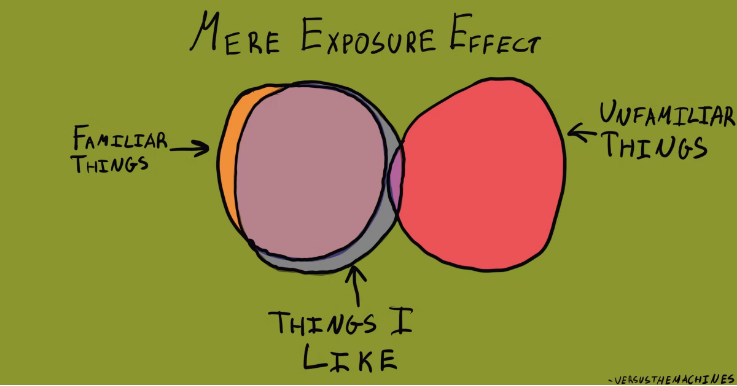 MERE EXPOSURE EFFECT
FAMILIAR
THINGS
UNFAMILIAR
THINGS
THINGS I
LIKE
-VERSUSTHEMACHINES